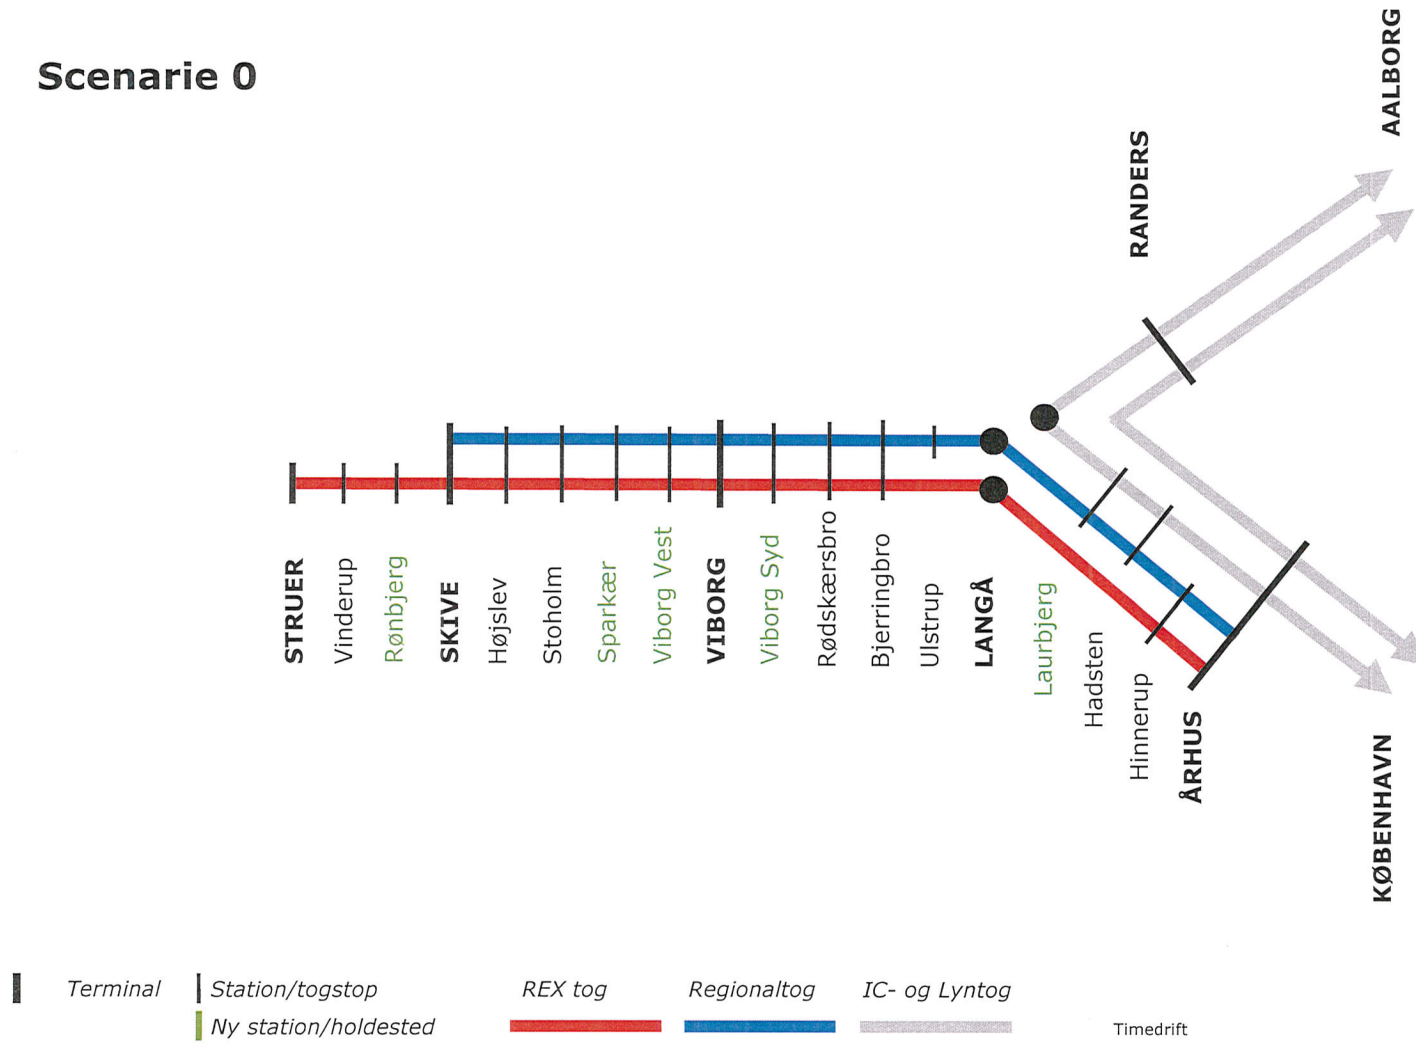 Scenarie 0
AALBORG
RANDERS
STRUER
Vinderup
Rønbjerg
SKIVE
Højslev
Stoholm
Sparkær
Viborg Vest
VIBORG
Viborg Syd
Rødskærsbro
Bjerringbro
Ulstrup
LANGÅ
Laurbjerg
Hadsten
Hinnerup
ÅRHUS
KØBENHAVN
Terminal
Station/togstop
REX tog
Regionaltog
IC- og Lyntog
Ny station/holdested
Timedrift